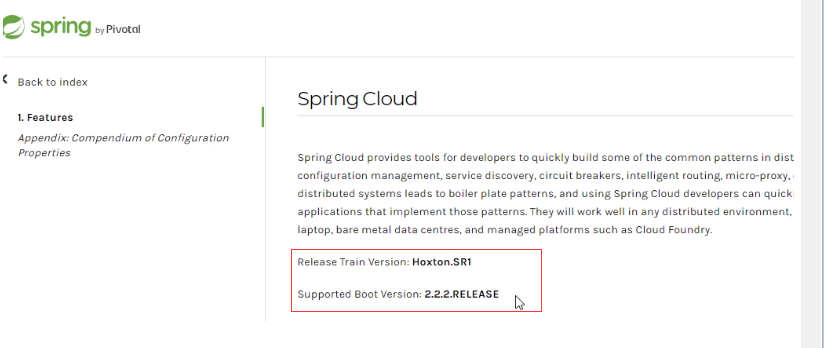 spring by Pivotal
Back to index
1. Features
Appendix: Compendium of Configuration
Properties
Spring Cloud
Spring Cloud provides tools for developers to quickly build some of the common patterns in dist
configuration management, service discovery, circuit breakers, intelligent routing, micro-proxy,
distributed systems leads to boiler plate patterns, and using Spring Cloud developers can quick
applications that implement those patterns. They will work well in any distributed environment,
laptop, bare metal data centres, and managed platforms such as Cloud Foundry.
Release Train Version: Hoxton.SR1
Supported Boot Version: 2.2.2.RELEASE